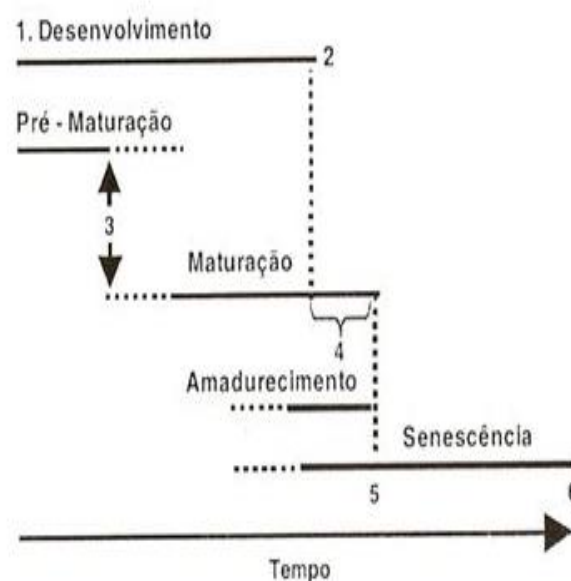 1. Desenvolvimento
2
Pré - Maturação
3
Maturação
4
Amadurecimento
Senescência
5
Tempo